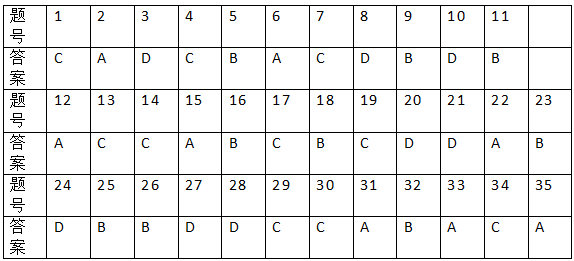 题号 1 2 3 4 5 6 7 8 9 10 11
答案 C A D C B A C D B D B
题号 12 13 14 15 16 17 18 19 20 21 22 23
答案 A C C A B C B C D D A B
题号 24 25 26 27 28 29 30 31 32 33 34 35
答案 D B B D D C C A B A C A